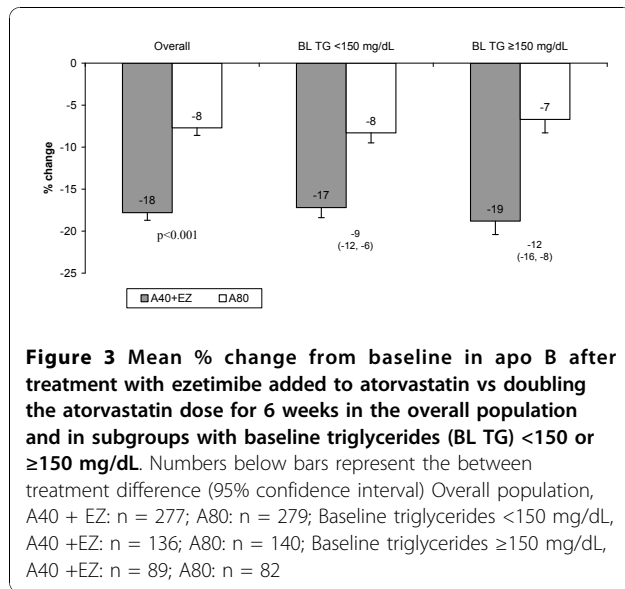 Overall BL TG <150 mg/dL BL TG ≥150 mg/dL
0
-5
-10
-15
-20
-25
% change
-18
-8
-17
-8
-19
-7
p<0.001
-9
(-12, -6)
-12
(-16, -8)
A40+EZ A80
Figure 3 Mean % change from baseline in apo B after
treatment with ezetimibe added to atorvastatin vs doubling
the atorvastatin dose for 6 weeks in the overall population
and in subgroups with baseline triglycerides (BL TG) <150 or
≥150 mg/dL. Numbers below bars represent the between
treatment difference (95% confidence interval) Overall population,
A40 + EZ: n = 277; A80: n = 279; Baseline triglycerides <150 mg/dL,
A40 +EZ: n = 136; A80: n = 140; Baseline triglycerides ≥150 mg/dL,
A40 +EZ: n = 89; A80: n = 82